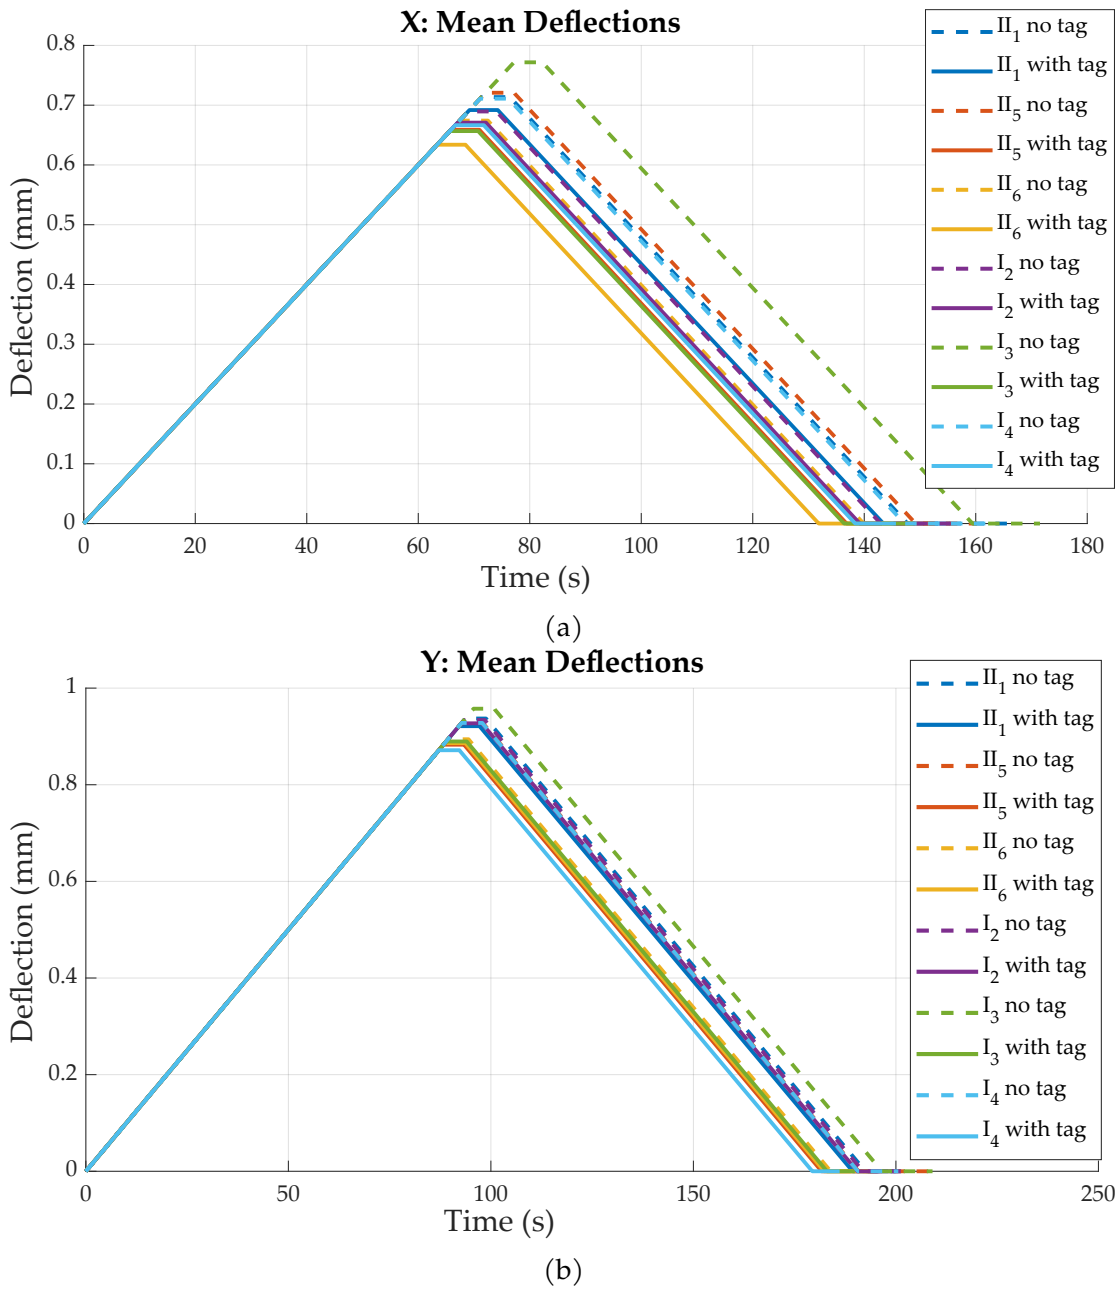 X: Mean Deflections
Deflection (mm)
0.8
0.7
0.6
0.5
0.4
0.3
0.2
0.1
0
0 20 40 60 80 100 120 140 160 180
Time (s)
II1 no tag
II1 with tag
II5 no tag
II5 with tag
II6 no tag
II6 with tag
I2 no tag
I2 with tag
I3 no tag
I3 with tag
I4 no tag
I4 with tag
(a)
Y: Mean Deflections
Deflection (mm)
1
0.8
0.6
0.4
0.2
0
0 50 100 150 200 250
Time (s)
II1 no tag
II1 with tag
II5 no tag
II5 with tag
II6 no tag
II6 with tag
I2 no tag
I2 with tag
I3 no tag
I3 with tag
I4 no tag
I4 with tag
(b)